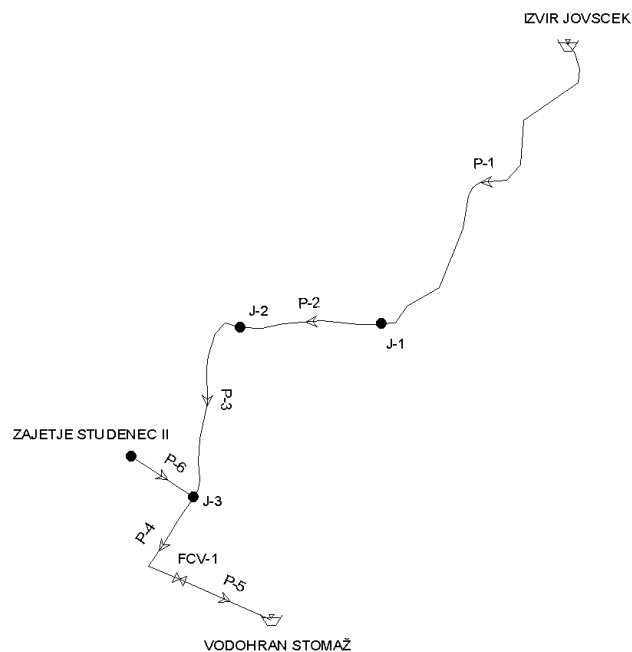 IZVIR JOVSCEK
P-1
P-2
J-2
J-1
P-3
ZAJETJE STUDENEC II
P-6
J-3
P-4
FCV-1
P-5
VODOHRAN STOMAŽ